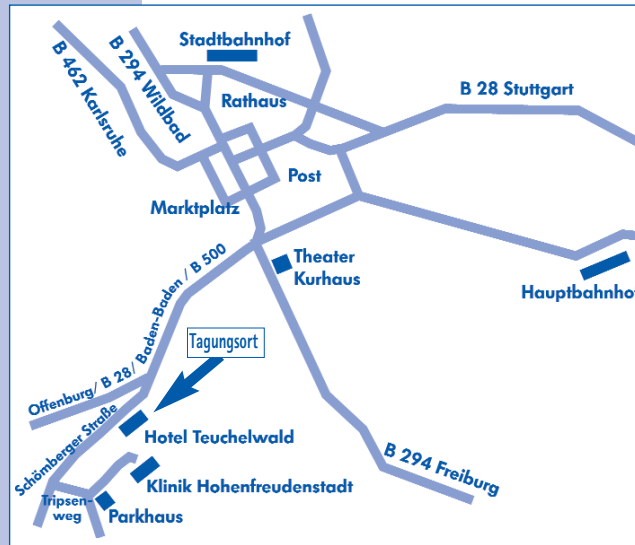 Stadtbahnhof
B 462 Karlsruhe
B 294 Wildbad
Rathaus
B 28 Stuttgart
Post
Marktplatz
Theater
Kurhaus
Hauptbahnhof
Offenburg/ B 28/ Baden-Baden / B 500
Tagungsort
Schömberger Straße
Hotel Teuchelwald
B 294 Freiburg
Klinik Hohenfreudenstadt
Tripsen-
weg
Parkhaus